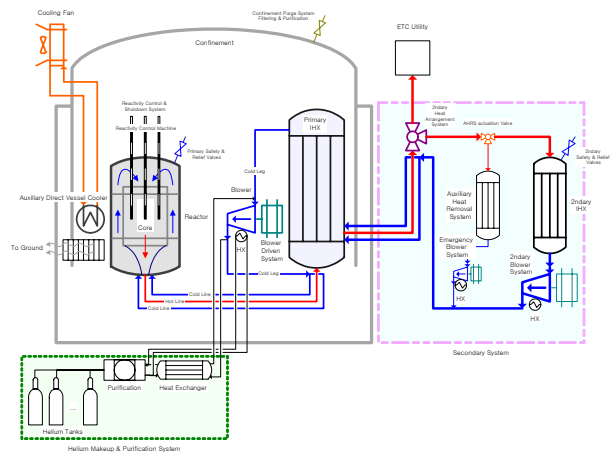 Cooling Fan
Confinement Purge System
Filtering & Purification
ETC Utility
Confinement
Reactivity Control &
Shutdown System
Reactivity Control Machine
Primary Safety &
Relief Valves
Primary
IHX
2ndary
Heat
Arrangement
System
AHRS actuation Valve
2ndary
Safety & Relief
Valves
Cold Leg
Blower
Auxiliary Direct Vessel Cooler
Core
Reactor
Auxiliary
Heat
Removal
System
2ndary
IHX
To Ground
HX
Blower
Driven
System
Emergency
Blower
System
2ndary
Blower
System
Cold Leg
HX
HX
Cold Line
Hot Line
Cold Line
Secondary System
Purification
Heat Exchanger
...
Helium Tanks
Helium Makeup & Purification System